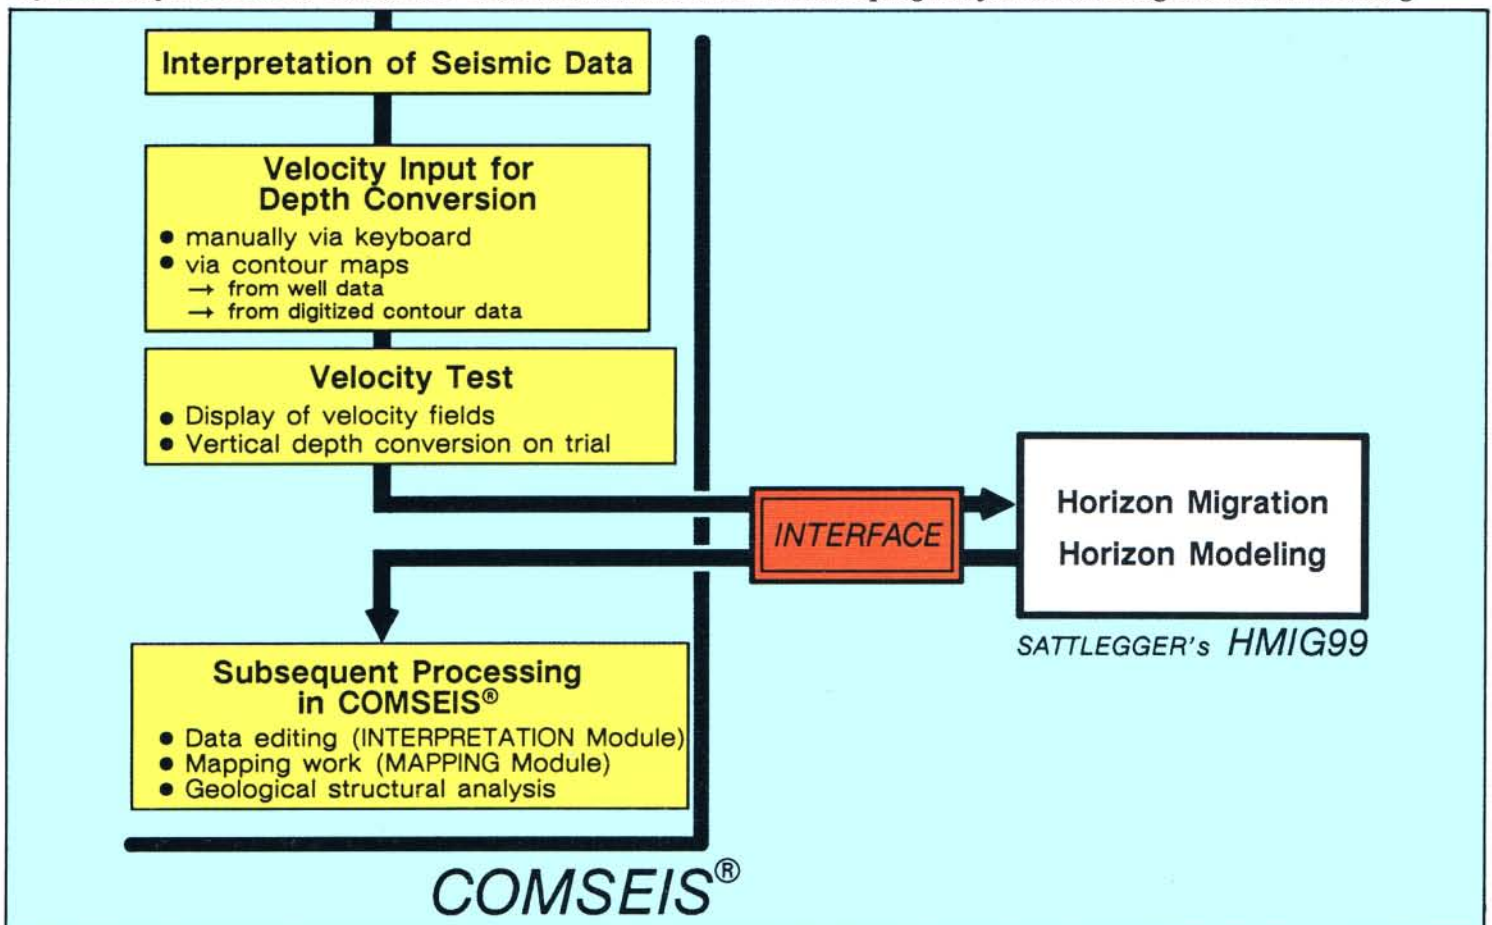 Interpretation of Seismic Data
Velocity Input for
Depth Conversion
● manually via keyboard
● via contour maps
→ from well data
→ from digitized contour data
Velocity Test
● Display of velocity fields
● Vertical depth conversion on trial
INTERFACE
Horizon Migration
Horizon Modeling
SATTLEGGER's HMIG99
Subsequent Processing
in COMSEIS®
● Data editing (INTERPRETATION Module)
● Mapping work (MAPPING Module)
● Geological structural analysis
COMSEIS®